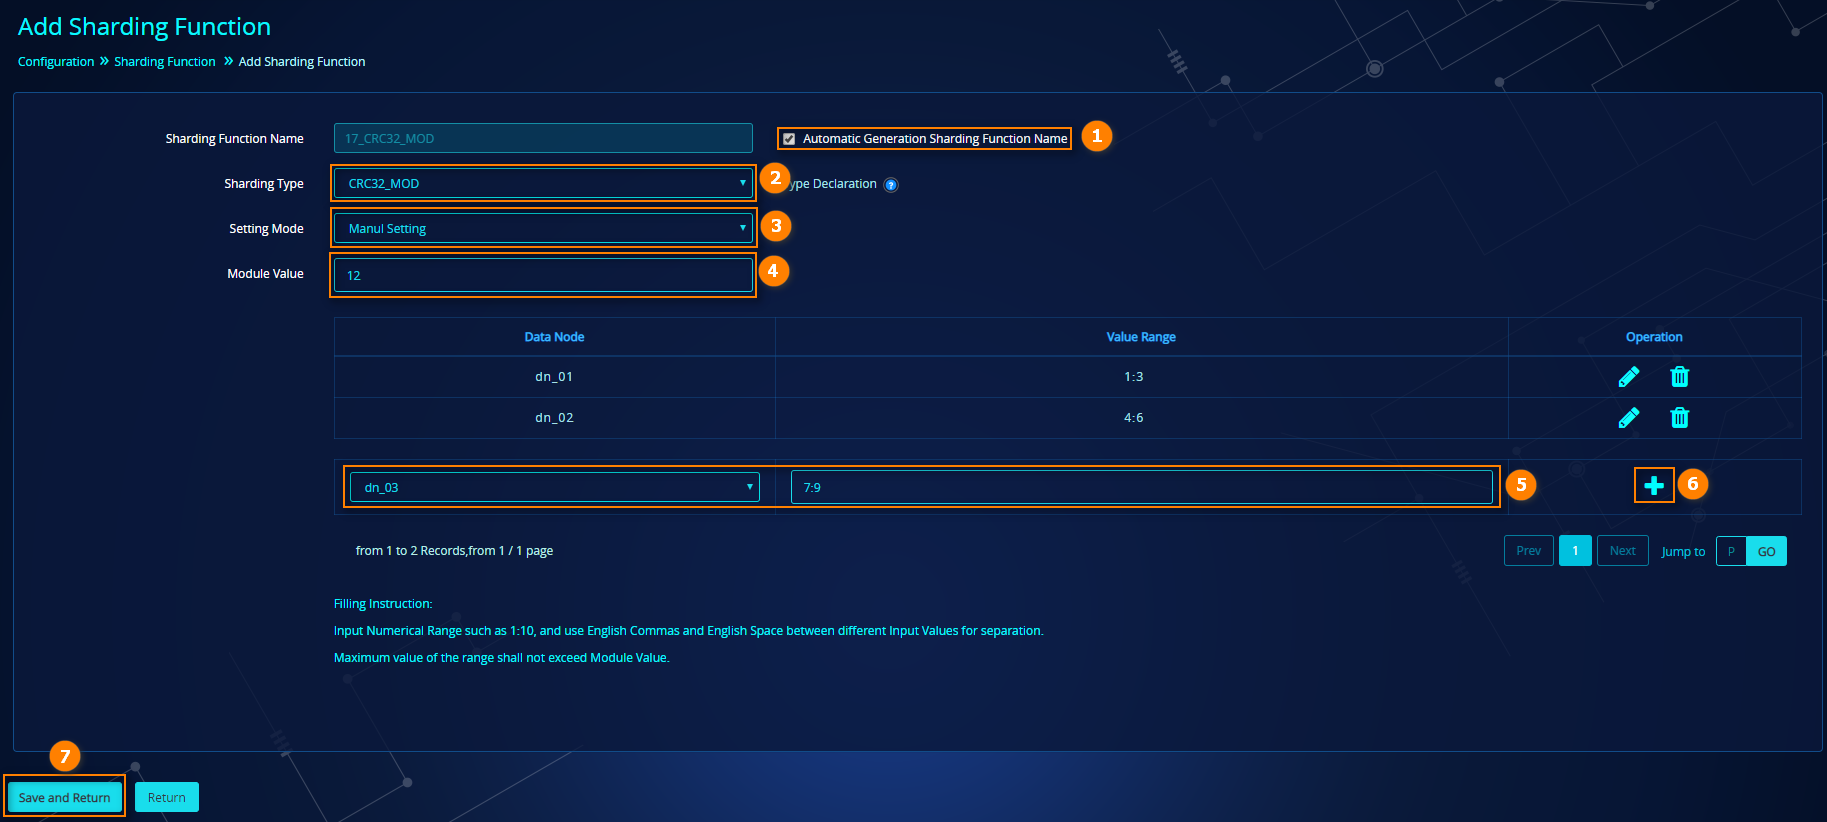 Add Sharding Function
Configuration » Sharding Function » Add Sharding Function
Sharding Function Name 17_CRC32_MOD Automatic Generation Sharding Function Name 1
Sharding Type CRC32_MOD 2 ype Declaration ?
Setting Mode Manul Setting 3
Module Value 12 4
Data Node Value Range Operation
dn_01 1:3
dn_02 4:6
dn_03 7:9 5 6
from 1 to 2 Records,from 1 / 1 page Prev 1 Next Jump to P GO
Filling Instruction:
Input Numerical Range such as 1:10, and use English Commas and English Space between different Input Values for separation.
Maximum value of the range shall not exceed Module Value.
7
Save and Return Return